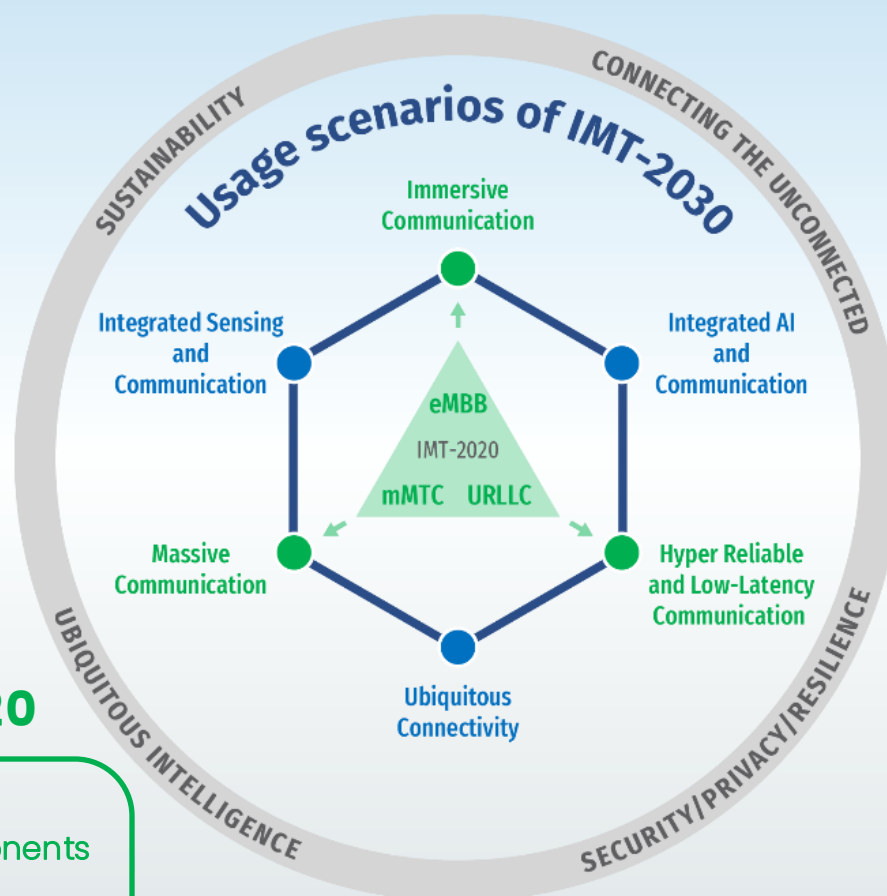 SUSTAINABILITY
CONNECTING THE UNCONNECTED
Usage scenarios of IMT-2030
Immersive
Communication
Integrated Sensing
and
Communication
Integrated AI
and
Communication
eMBB
IMT-2020
mMTC URLLC
Massive
Communication
Hyper Reliable
and Low-Latency
Communication
Ubiquitous
Connectivity
UBIQUITOUS INTELLIGENCE
SECURITY/PRIVACY/RESILIENCE